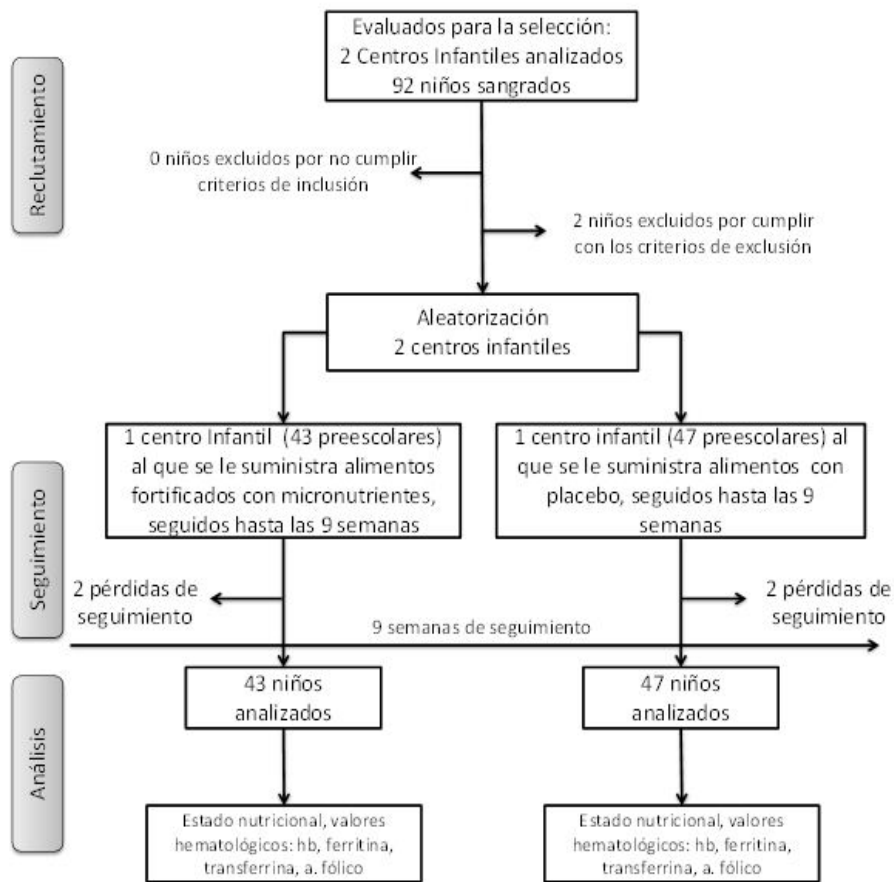 Reclutamiento
Evaluados para la selección:
2 Centros Infantiles analizados
92 niños sangrados
0 niños excluidos por no cumplir
criterios de inclusión
2 niños excluidos por cumplir
con los criterios de exclusión
Aleatorización
2 centros infantiles
Seguimiento
1 centro Infantil (43 preescolares)
al que se le suministra alimentos
fortificados con micronutrientes,
seguidos hasta las 9 semanas
1 centro infantil (47 preescolares) al
que se le suministra alimentos con
placebo, seguidos hasta las 9
semanas
2 pérdidas de
seguimiento
2 pérdidas de
seguimiento
9 semanas de seguimiento
Análisis
43 niños
analizados
47 niños
analizados
Estado nutricional, valores
hematológicos: hb, ferritina,
transferrina, a. fólico
Estado nutricional, valores
hematológicos: hb, ferritina,
transferrina, a. fólico